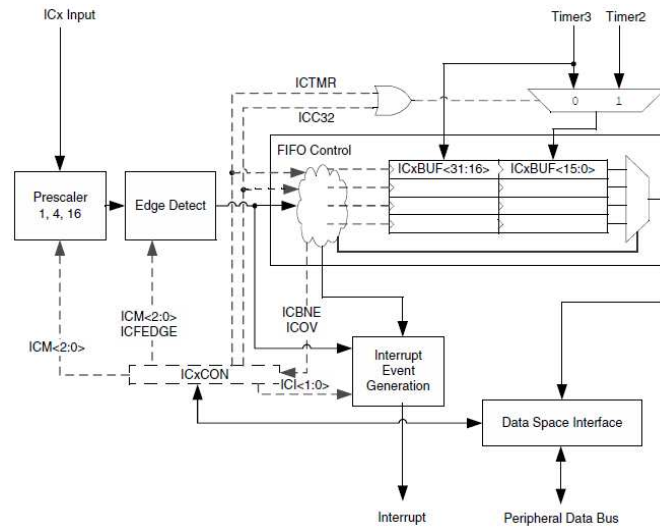 ICx Input
Timer3
Timer2
ICTMR
0
1
ICC32
FIFO Control
ICxBUF<31:16>
ICxBUF<15:0>
Prescaler
1, 4, 16
Edge Detect
ICM<2:0>
ICFEDGE
ICBNE
ICOV
ICM<2:0>
ICxCON
ICI<1:0>
Interrupt
Event
Generation
Data Space Interface
Interrupt
Peripheral Data Bus